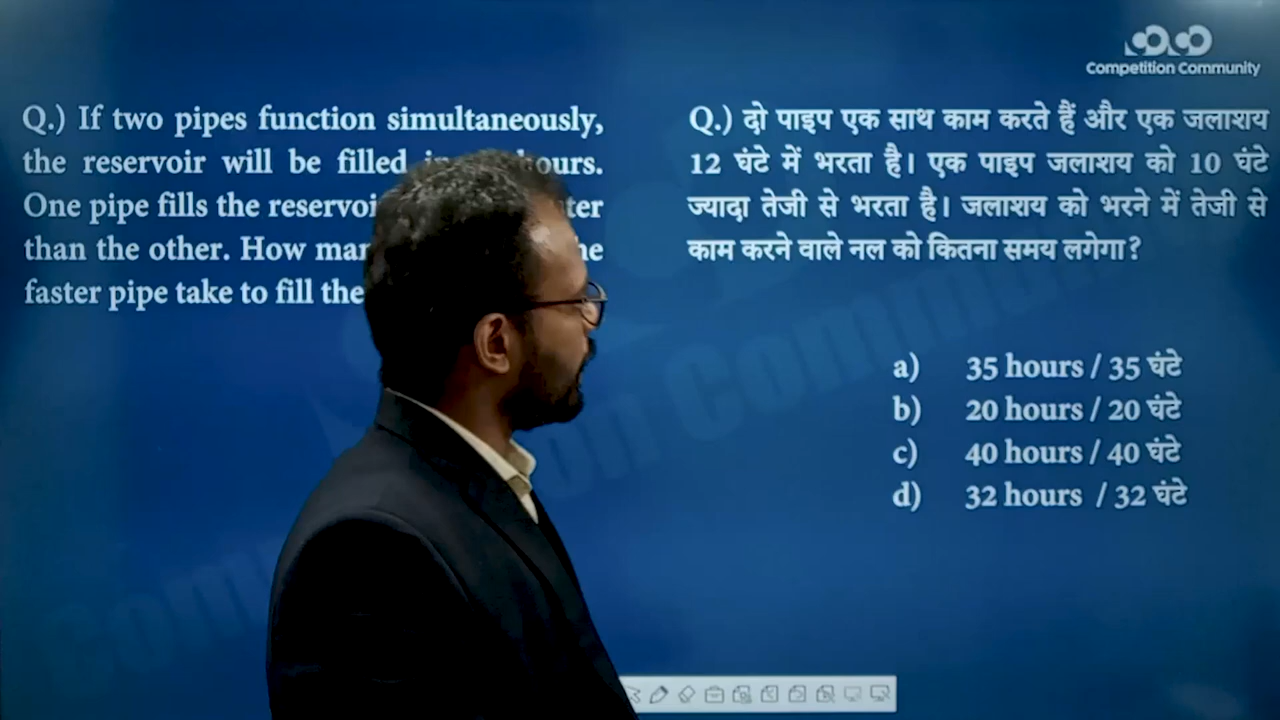 Competition Community
Q.) If two pipes function simultaneously,
the reservoir will be filled
One pipe fills the
than the other. How
faster pipe take to fill the
Q.) दो पाइप एक साथ काम करते हैं और एक जलाशय
12 घंटे में भरता है। एक पाइप जलाशय को 10 घंटे
ज्यादा तेजी से भरता है। जलाशय को भरने में तेजी से
काम करने वाले नल को कितना समय लगेगा?
a) 35 hours / 35 घंटे
b) 20 hours / 20 घंटे
c) 40 hours / 40 घंटे
d) 32 hours / 32 घंटे